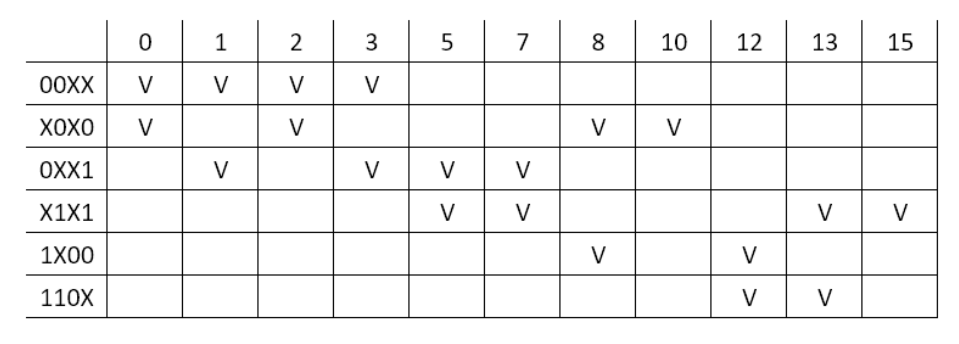 0 1 2 3 5 7 8 10 12 13 15
00XX V V V V
X0X0 V V V V
0XX1 V V V V
X1X1 V V V V
1X00 V V
110X V V